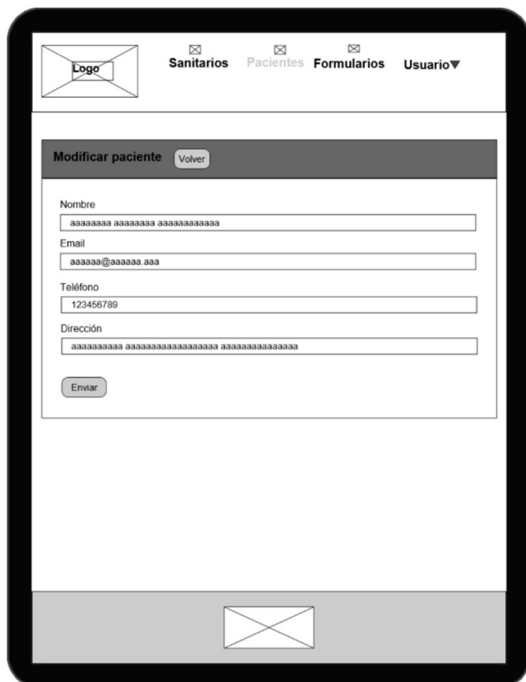 Logo
Sanitarios Pacientes Formularios Usuario▼
Modificar paciente Volver
Nombre
aaaaaaaa aaaaaaaa aaaaaaaaaaaa
Email
aaaaaa@aaaaaa.aaa
Teléfono
123456789
Dirección
aaaaaaaaaa aaaaaaaaaaaaaaaaaa aaaaaaaaaaaaaaa
Enviar